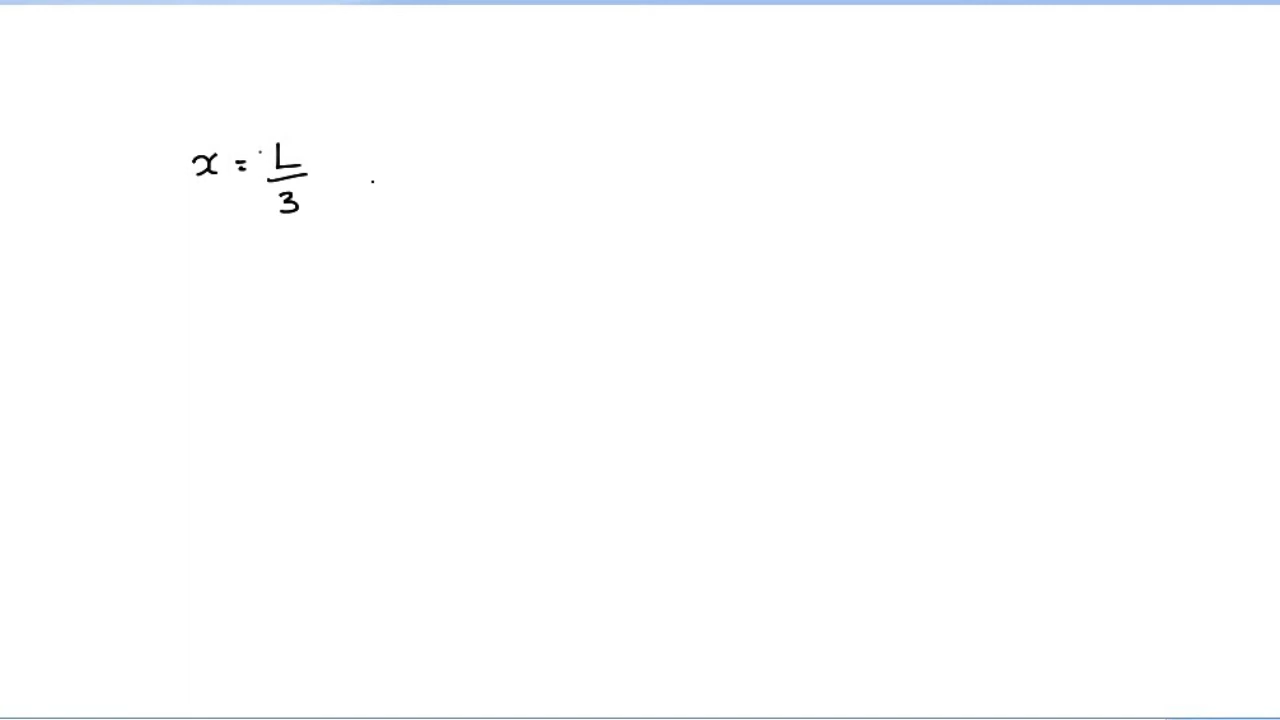 x = L/3